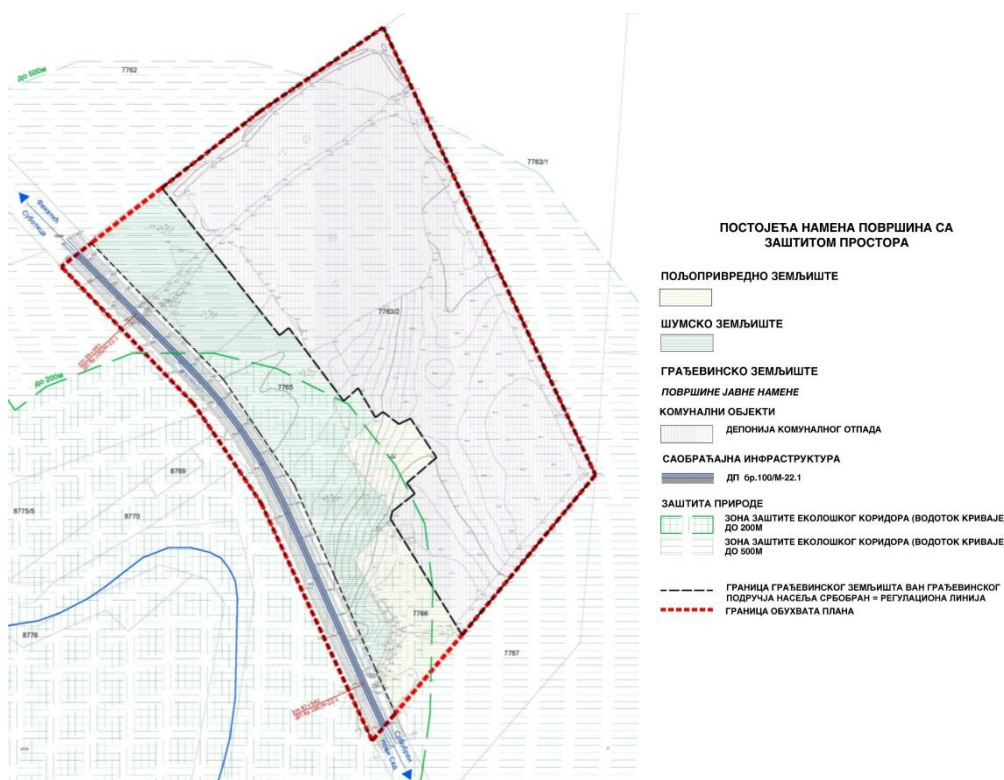 до 500м
7762
7763/1
Фекетић
Суботица
7763/2
до 200м
7765
8769
8775/5
8770
7766
8776
7767
Србобран
Нови Сад
ПОСТОЈЕЋА НАМЕНА ПОВРШИНА СА
ЗАШТИТОМ ПРОСТОРА
ПОЉОПРИВРЕДНО ЗЕМЉИШТЕ
ШУМСКО ЗЕМЉИШТЕ
ГРАЂЕВИНСКО ЗЕМЉИШТЕ
ПОВРШИНЕ ЈАВНЕ НАМЕНЕ
КОМУНАЛНИ ОБЈЕКТИ
ДЕПОНИЈА КОМУНАЛНОГ ОТПАДА
САОБРАЋАЈНА ИНФРАСТРУКТУРА
ДП бр.100/М-22.1
ЗАШТИТА ПРИРОДЕ
ЗОНА ЗАШТИТЕ ЕКОЛОШКОГ КОРИДОРА (ВОДОТОК КРИВАЈЕ
ДО 200М
ЗОНА ЗАШТИТЕ ЕКОЛОШКОГ КОРИДОРА (ВОДОТОК КРИВАЈЕ
ДО 500М
ГРАНИЦА ГРАЂЕВИНСКОГ ЗЕМЉИШТА ВАН ГРАЂЕВИНСКОГ
ПОДРУЧЈА НАСЕЉА СРБОБРАН = РЕГУЛАЦИОНА ЛИНИЈА
ГРАНИЦА ОБУХВАТА ПЛАНА